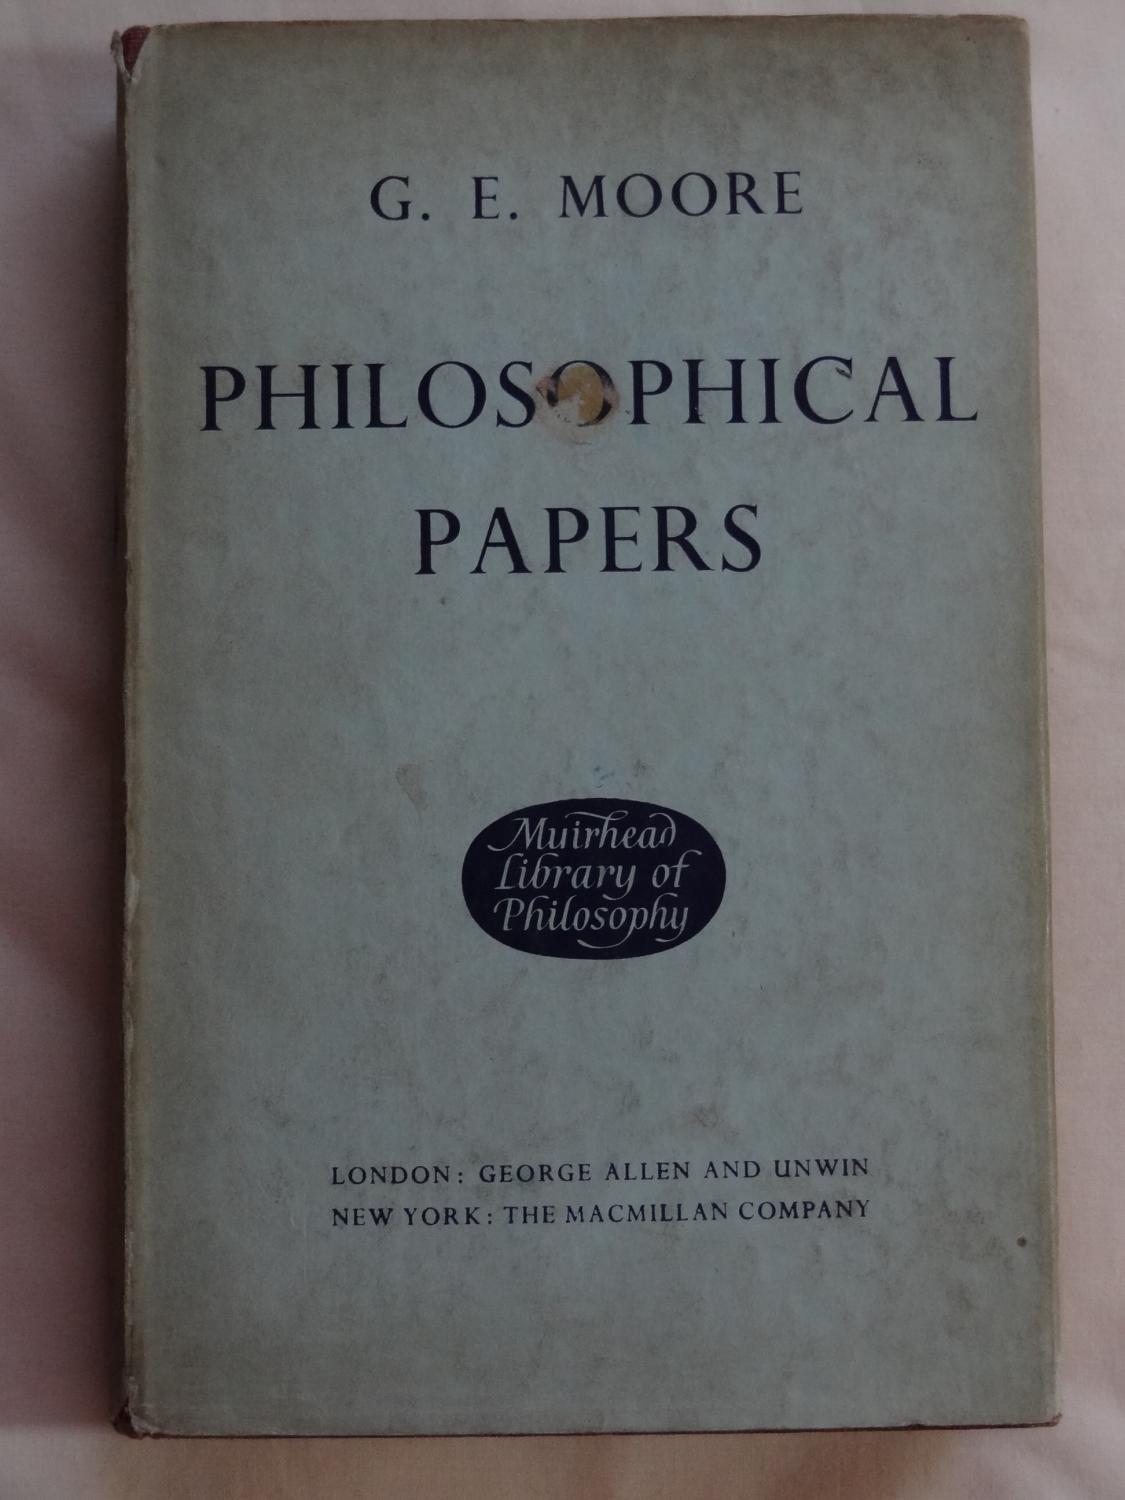 G. E. MOORE
PHILOSOPHICAL
PAPERS
Muirhead
Library of
Philosophy
LONDON: GEORGE ALLEN AND UNWIN
NEW YORK: THE MACMILLAN COMPANY